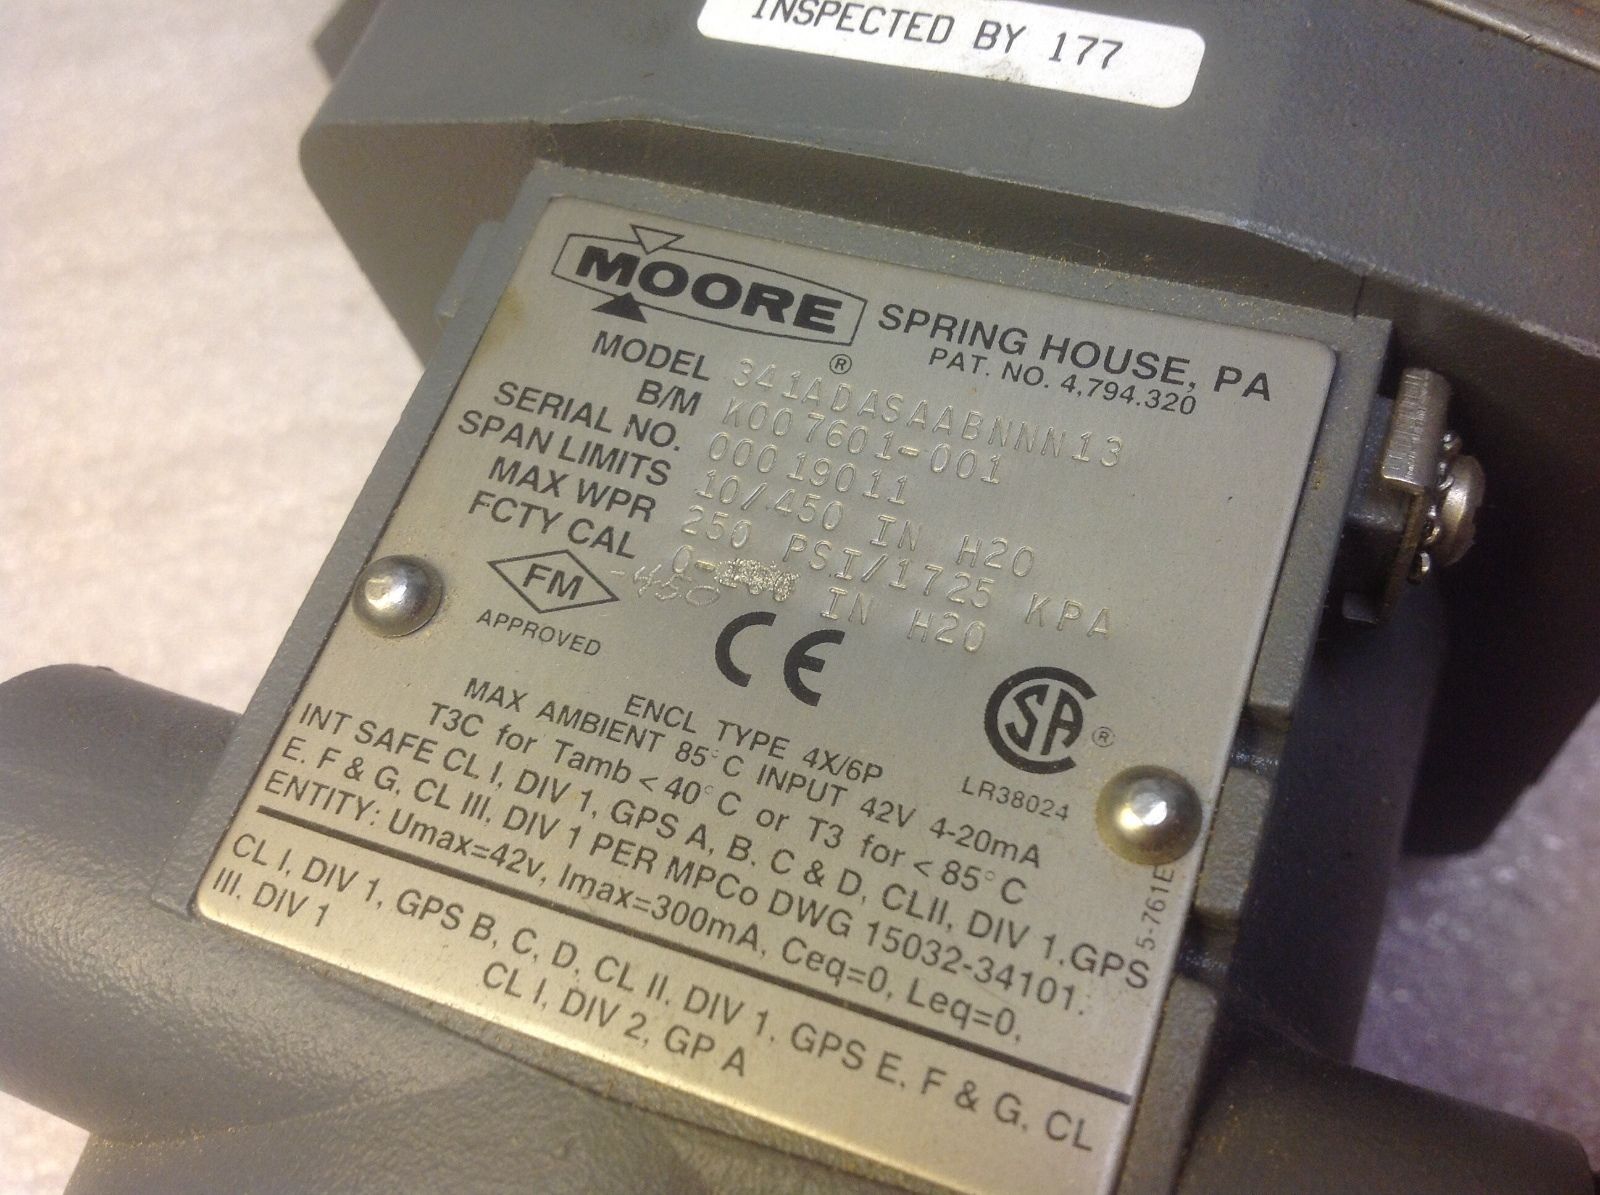 INSPECTED BY 177
MOORE ® SPRING HOUSE, PA
PAT. NO. 4,794.320
MODEL 341ADASAABNNN13
B/M K007601-001
SERIAL NO. 00019011
SPAN LIMITS 10/450 IN H20
MAX WPR 250 PSI/1725 KPA
FCTY CAL 0- IN H20
-450
FM
APPROVED
CE
SA ®
LR38024
ENCL TYPE 4X/6P
MAX AMBIENT 85°C INPUT 42V 4-20mA
T3C for Tamb < 40°C or T3 for < 85°C
INT SAFE CL I, DIV 1, GPS A, B. C & D, CLII, DIV 1.GPS
E. F & G, CL III. DIV 1 PER MPCo DWG 15032-34101.
ENTITY: Umax=42v, Imax=300mA, Ceq=0, Leq=0,
5-761E
CL I, DIV 1, GPS B, C, D, CL II. DIV 1. GPS E. F & G, CL
III. DIV 1
CL I, DIV 2, GP A